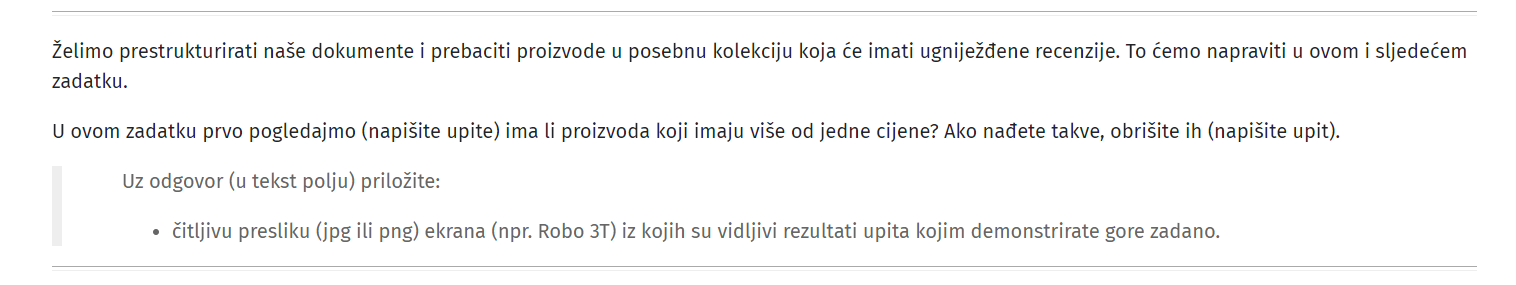 Želimo prestrukturirati naše dokumente i prebaciti proizvode u posebnu kolekciju koja će imati ugniježđene recenzije. To ćemo napraviti u ovom i sljedećem
zadatku.
U ovom zadatku prvo pogledajmo (napišite upite) ima li proizvoda koji imaju više od jedne cijene? Ako nađete takve, obrišite ih (napišite upit).
Uz odgovor (u tekst polju) priložite:
• čitljivu presliku (jpg ili png) ekrana (npr. Robo 3T) iz kojih su vidljivi rezultati upita kojim demonstrirate gore zadano.